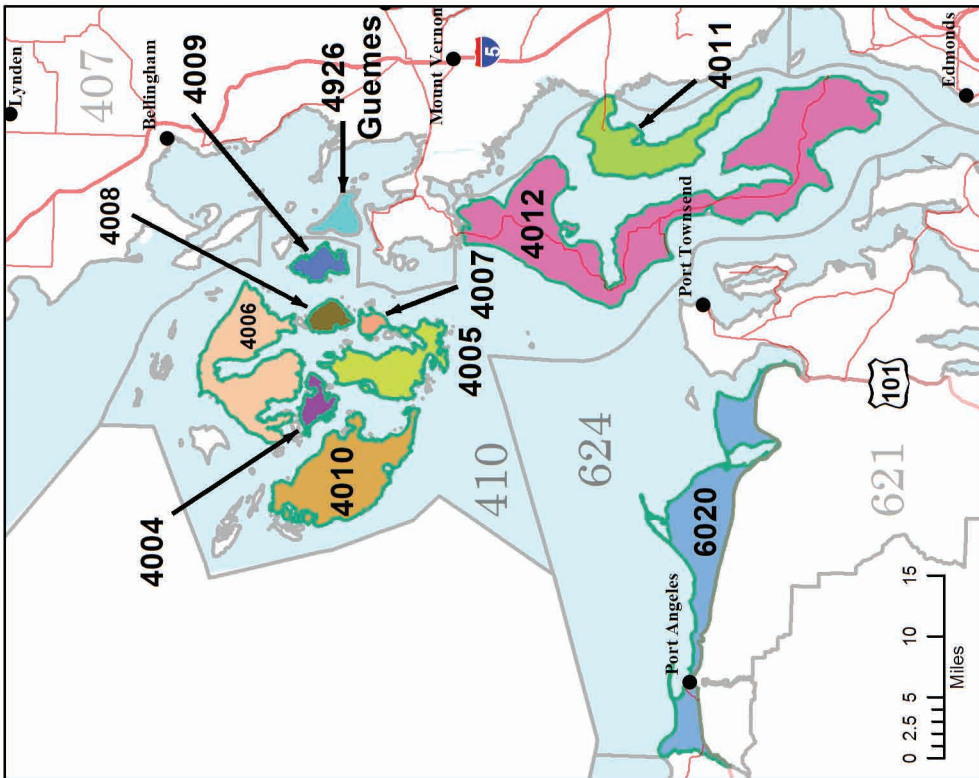 Lynden
407
Bellingham
4009
4926
Guemes
Mount Vernon
5
4008
4006
4007
4005
4004
4010
410
4012
4011
Edmonds
Port Townsend
624
101
621
6020
Port Angeles
0 2.5 5 10 15
Miles